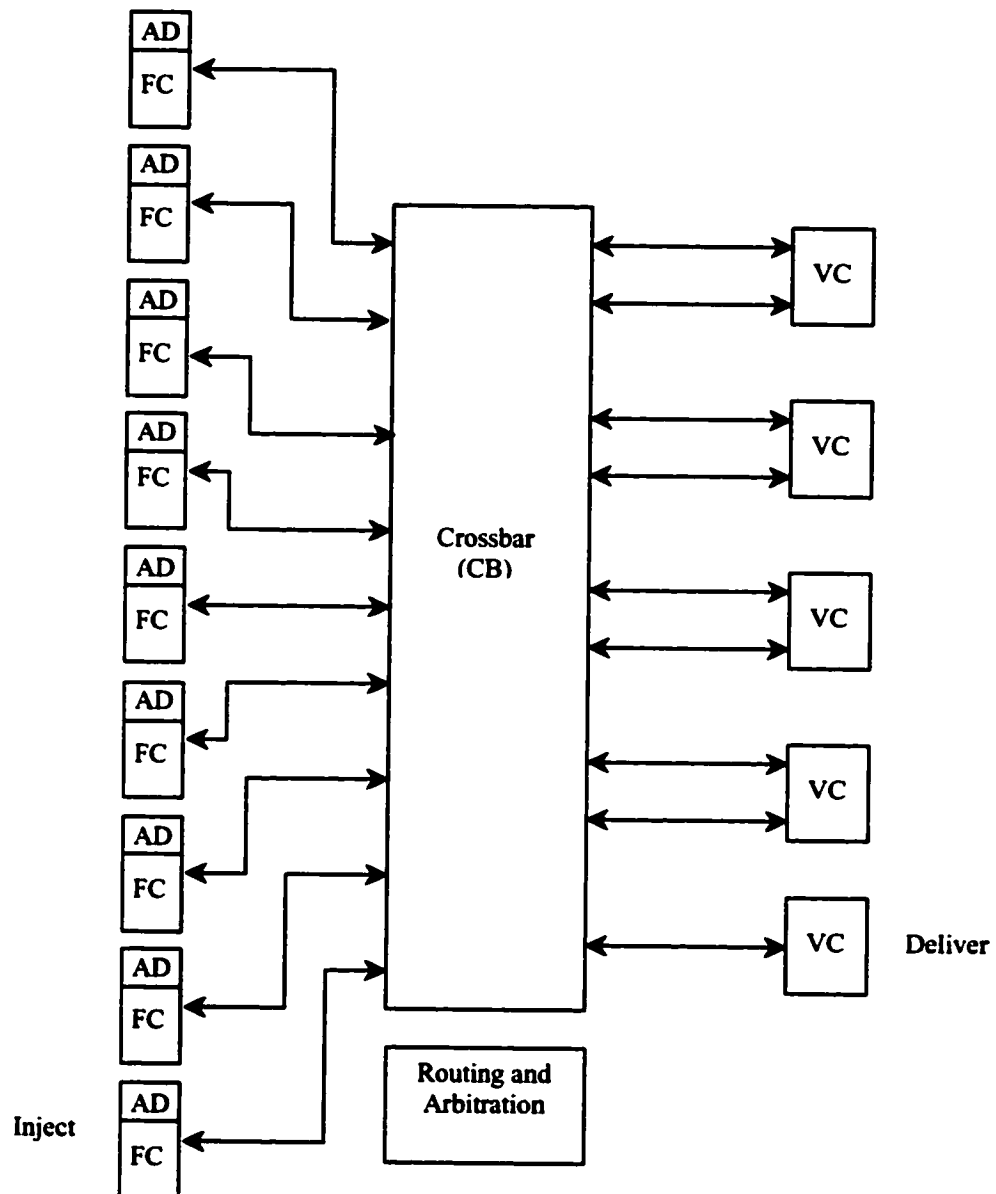 AD
FC
AD
FC
AD
FC
AD
FC
AD
FC
AD
FC
AD
FC
AD
FC
Inject
AD
FC
Crossbar
(CB)
Routing and
Arbitration
VC
VC
VC
VC
VC
Deliver